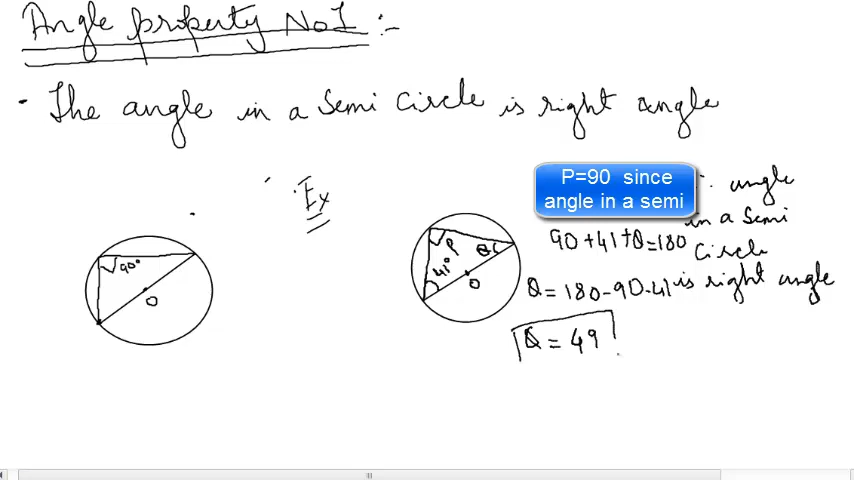 Angle property No 1 :-
· The angle in a Semi Circle is right angle
Ex
P=90 since
angle in a semi
∵ angle
in a Semi
Circle
is right angle
90°
O
P
Q
41°
O
90+41+Q=180
Q = 180-90-41
Q = 49